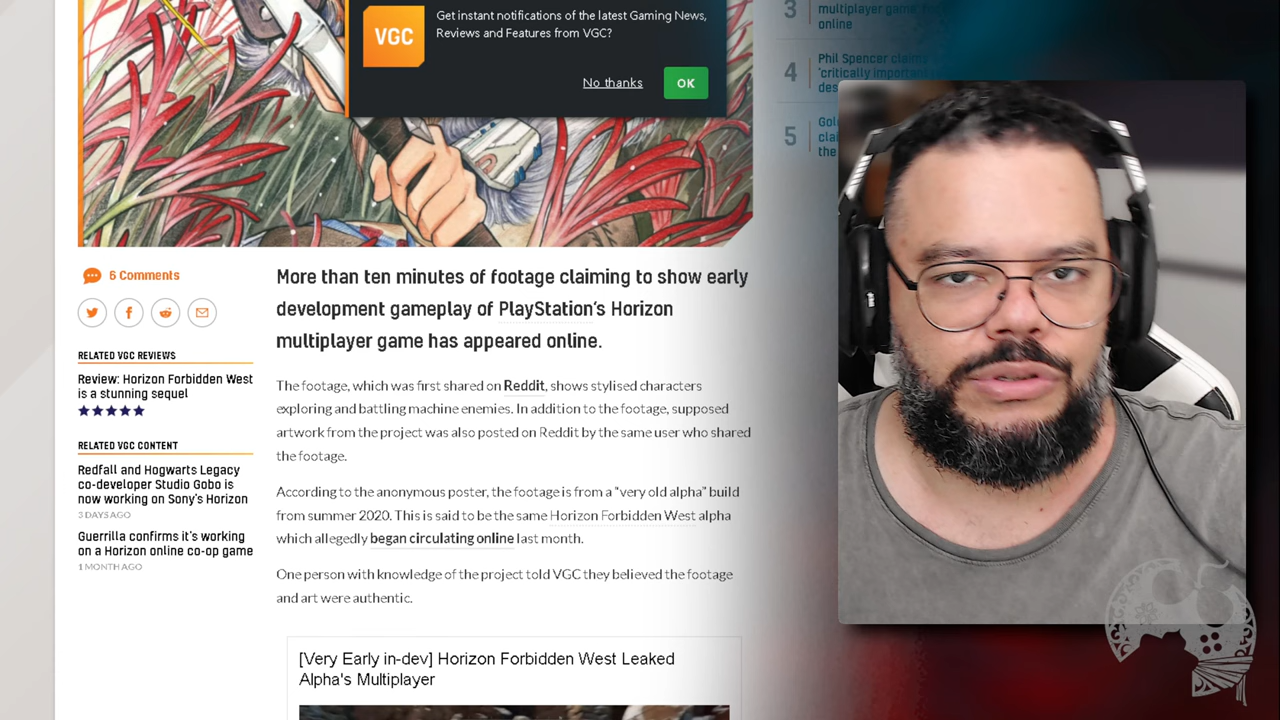 VGC
Get instant notifications of the latest Gaming News,
Reviews and Features from VGC?
No thanks
OK
3
multiplayer game
online
4
Phil Spencer claims
'critically important
5
the
6 Comments
More than ten minutes of footage claiming to show early
development gameplay of PlayStation's Horizon
multiplayer game has appeared online.
RELATED VGC REVIEWS
Review: Horizon Forbidden West
is a stunning sequel
★★★★★
RELATED VGC CONTENT
Redfall and Hogwarts Legacy
co-developer Studio Gobo is
now working on Sony's Horizon
3 DAYS AGO
Guerrilla confirms it's working
on a Horizon online co-op game
1 MONTH AGO
The footage, which was first shared on Reddit, shows stylised characters
exploring and battling machine enemies. In addition to the footage, supposed
artwork from the project was also posted on Reddit by the same user who shared
the footage.
According to the anonymous poster, the footage is from a “very old alpha” build
from summer 2020. This is said to be the same Horizon Forbidden West alpha
which allegedly began circulating online last month.
One person with knowledge of the project told VGC they believed the footage
and art were authentic.
[Very Early in-dev] Horizon Forbidden West Leaked
Alpha's Multiplayer